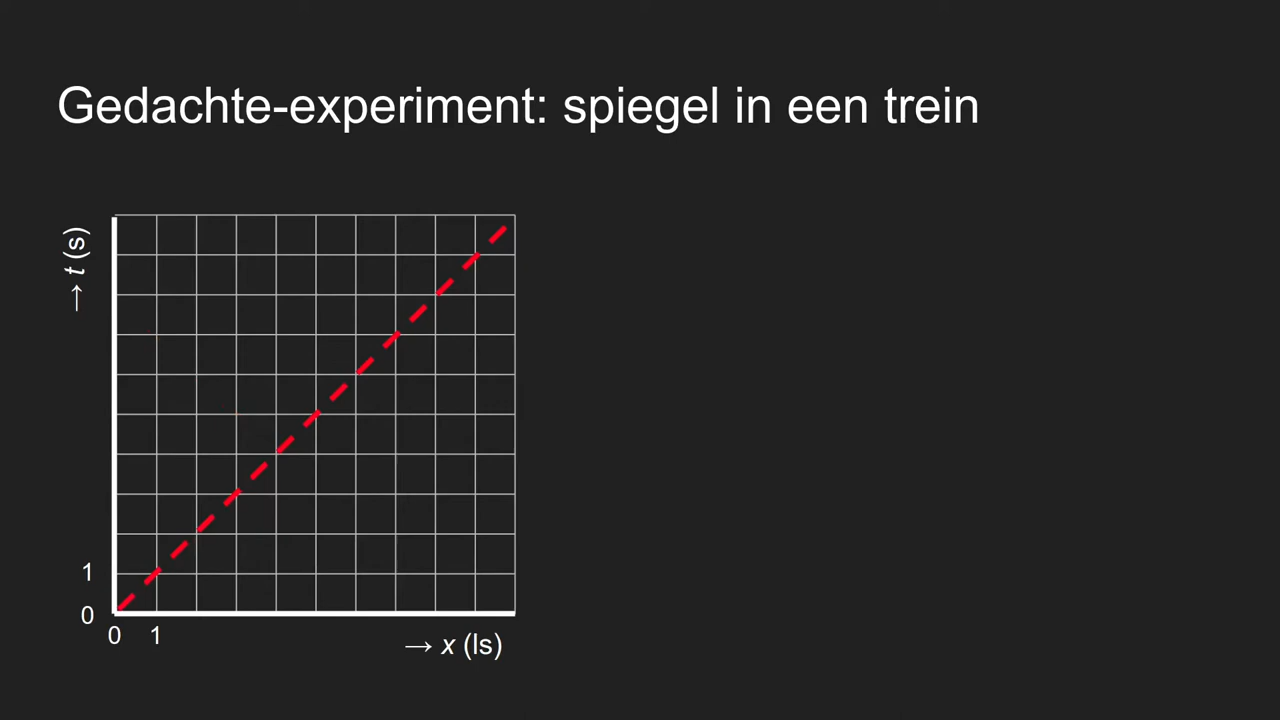 Gedachte-experiment: spiegel in een trein
→ t (s)
1
0
0 1
→ x (ls)